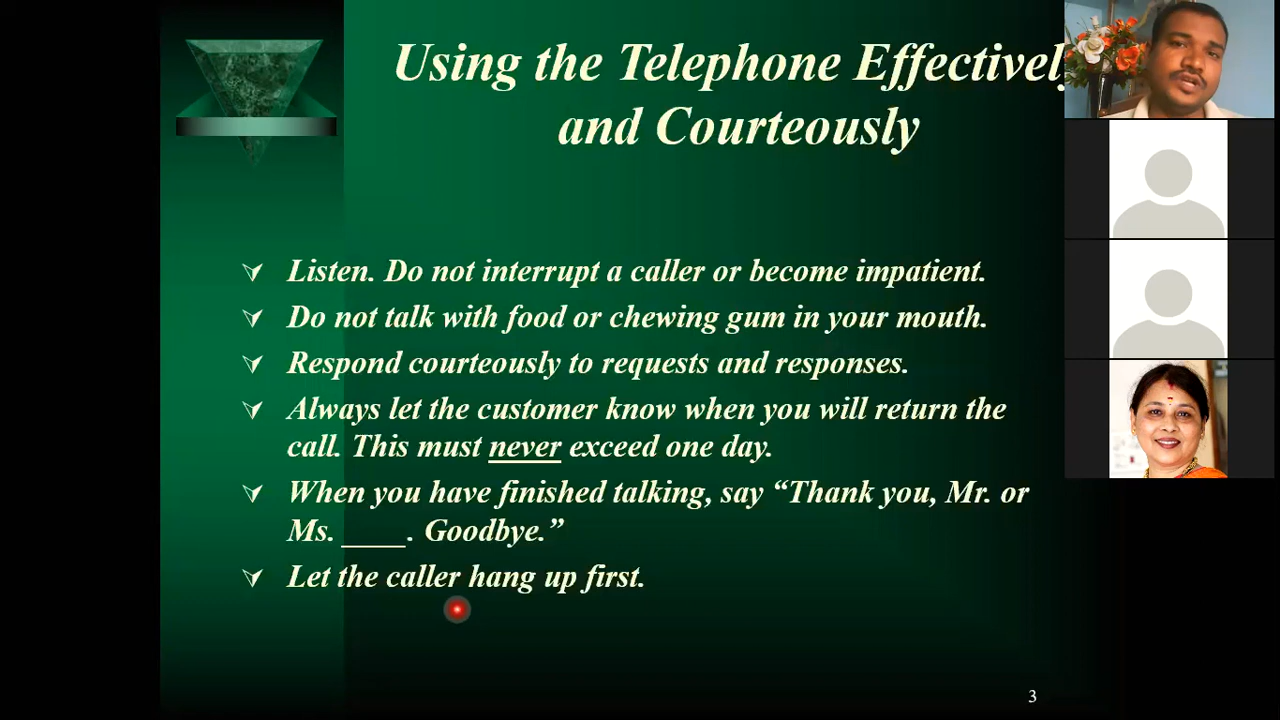 Using the Telephone Effectively
and Courteously
Listen. Do not interrupt a caller or become impatient.
Do not talk with food or chewing gum in your mouth.
Respond courteously to requests and responses.
Always let the customer know when you will return the
call. This must never exceed one day.
When you have finished talking, say “Thank you, Mr. or
Ms. ____. Goodbye.”
Let the caller hang up first.
3